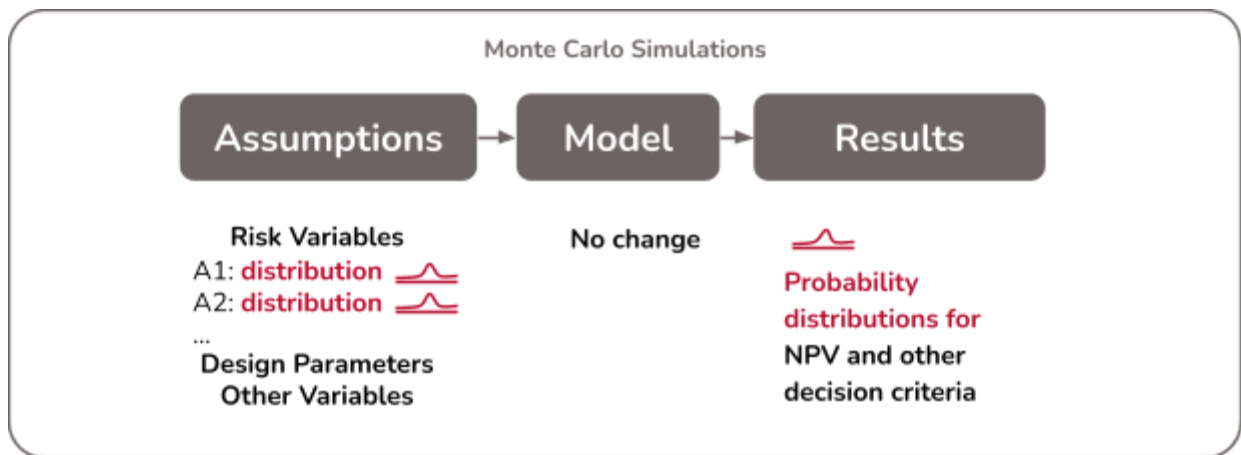 Monte Carlo Simulations
Assumptions
Model
Results
Risk Variables
A1: distribution
A2: distribution
...
Design Parameters
Other Variables
No change
Probability
distributions for
NPV and other
decision criteria